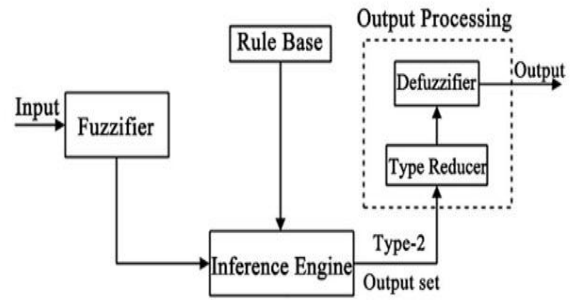 Output Processing
Rule Base
Defuzzifier
Output
Input
Fuzzifier
Type Reducer
Type-2
Inference Engine
Output set